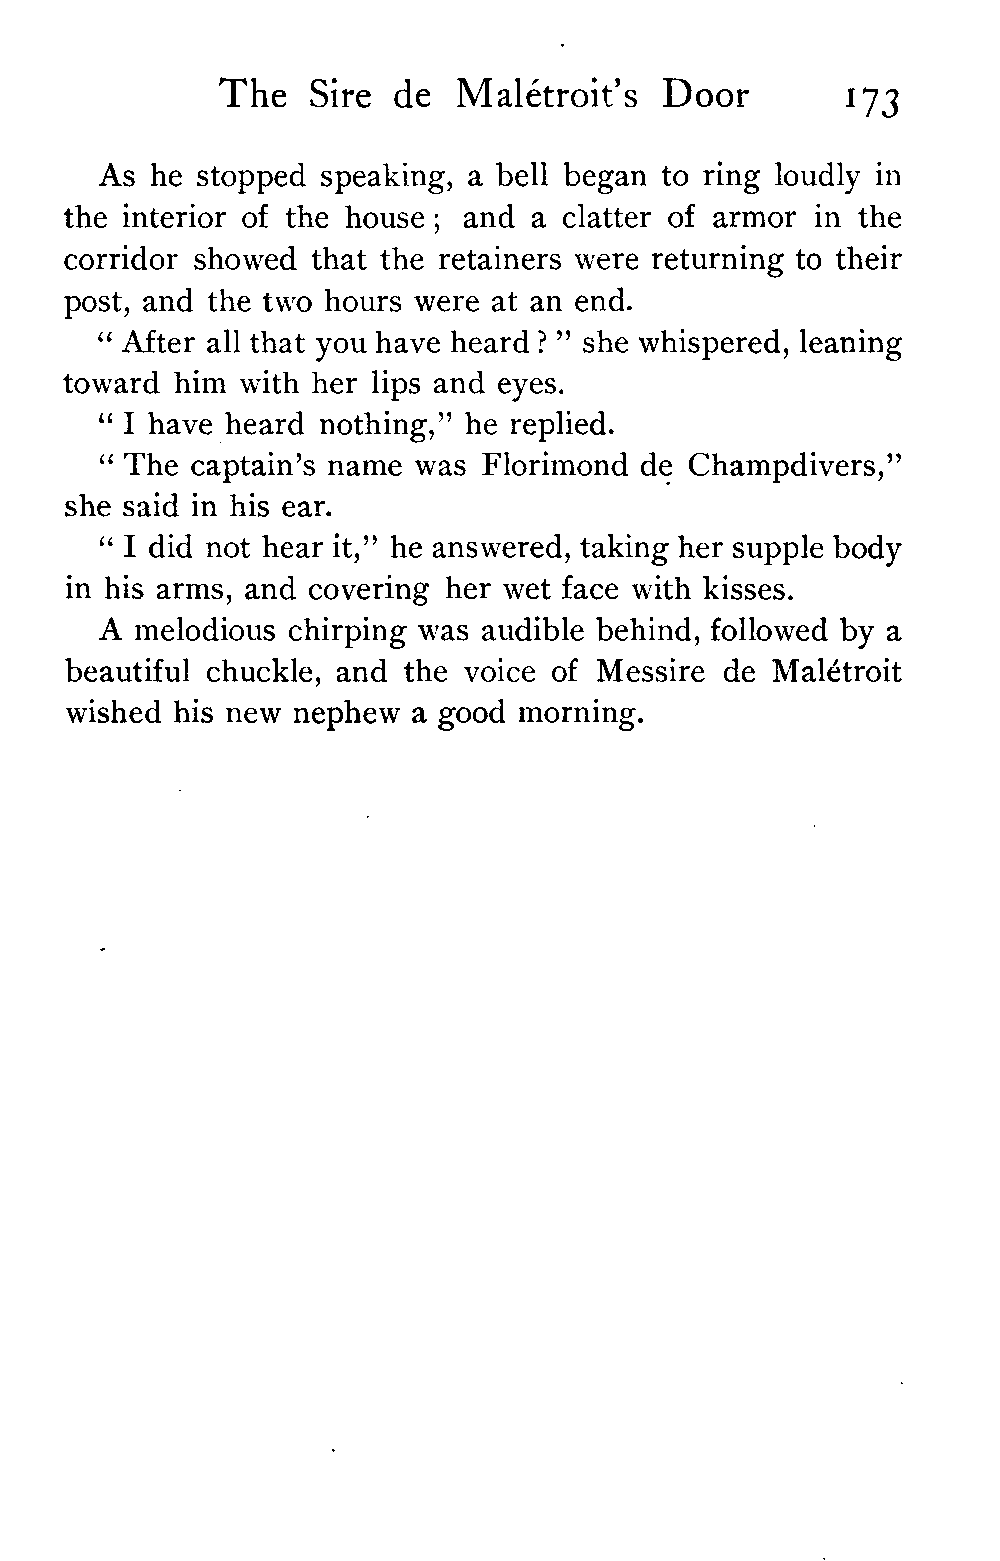 The Sire de Malétroit's Door 173
As he stopped speaking, a bell began to ring loudly in
the interior of the house; and a clatter of armor in the
corridor showed that the retainers were returning to their
post, and the two hours were at an end.
"After all that you have heard?" she whispered, leaning
toward him with her lips and eyes.
"I have heard nothing," he replied.
"The captain's name was Florimond de Champdivers,"
she said in his ear.
"I did not hear it," he answered, taking her supple body
in his arms, and covering her wet face with kisses.
A melodious chirping was audible behind, followed by a
beautiful chuckle, and the voice of Messire de Malétroit
wished his new nephew a good morning.